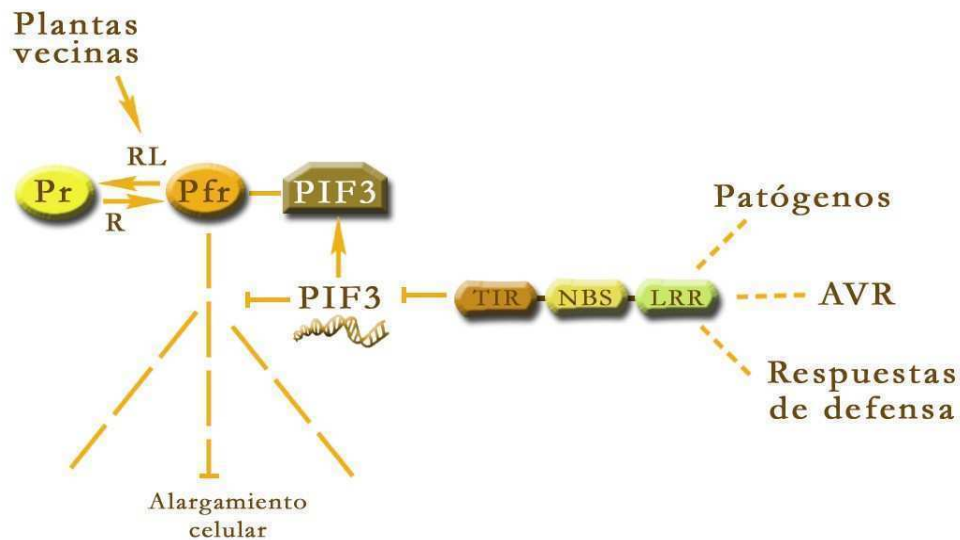 Plantas
vecinas
RL
Pr
Pfr
PIF3
R
Patógenos
PIF3
TIR
NBS
LRR
AVR
Respuestas
de defensa
Alargamiento
celular